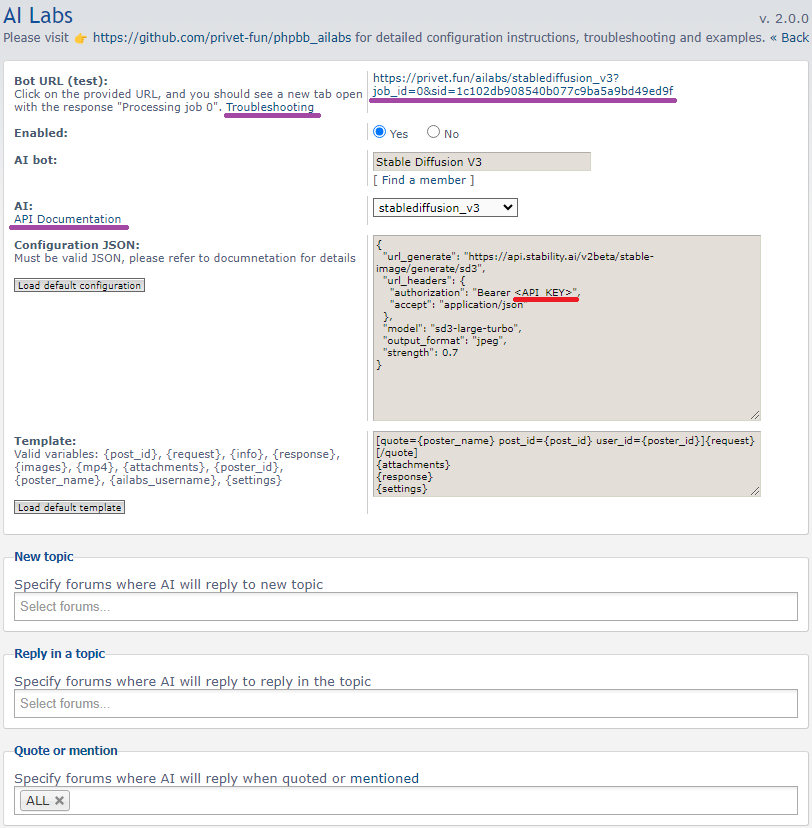 AI Labs
v. 2.0.0
Please visit 👉 https://github.com/privet-fun/phpbb_ailabs for detailed configuration instructions, troubleshooting and examples. « Back
Bot URL (test):
Click on the provided URL, and you should see a new tab open
with the response "Processing job 0". Troubleshooting
https://privet.fun/ailabs/stablediffusion_v3?
job_id=0&sid=1c102db908540b077c9ba5a9bd49ed9f
Enabled:
Yes No
AI bot:
Stable Diffusion V3
[ Find a member ]
AI:
API Documentation
stablediffusion_v3
Configuration JSON:
Must be valid JSON, please refer to documnetation for details
Load default configuration
{
"url_generate": "https://api.stability.ai/v2beta/stable-
image/generate/sd3",
"url_headers": {
"authorization": "Bearer <API_KEY>",
"accept": "application/json"
},
"model": "sd3-large-turbo",
"output_format": "jpeg",
"strength": 0.7
}
Template:
Valid variables: {post_id}, {request}, {info}, {response},
{images}, {mp4}, {attachments}, {poster_id},
{poster_name}, {ailabs_username}, {settings}
Load default template
[quote={poster_name} post_id={post_id} user_id={poster_id}]{request}
[/quote]
{attachments}
{response}
{settings}
New topic
Specify forums where AI will reply to new topic
Select forums...
Reply in a topic
Specify forums where AI will reply to reply in the topic
Select forums...
Quote or mention
Specify forums where AI will reply when quoted or mentioned
ALL ×